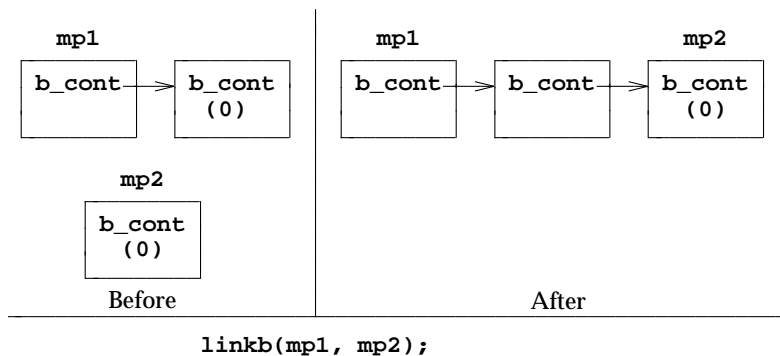 mp1
b_cont b_cont
(0)
mp2
b_cont
(0)
Before
mp1 mp2
b_cont b_cont b_cont
(0)
After
linkb(mp1, mp2);